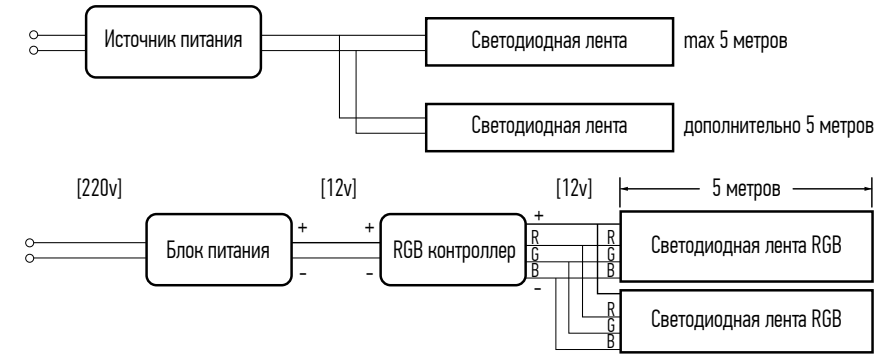 Источник питания
Светодиодная лента
max 5 метров
Светодиодная лента
дополнительно 5 метров
[220v]
[12v]
[12v]
5 метров
Блок питания
+
-
+
-
RGB контроллер
+
R
G
B
-
R
G
B
Светодиодная лента RGB
R
G
B
Светодиодная лента RGB